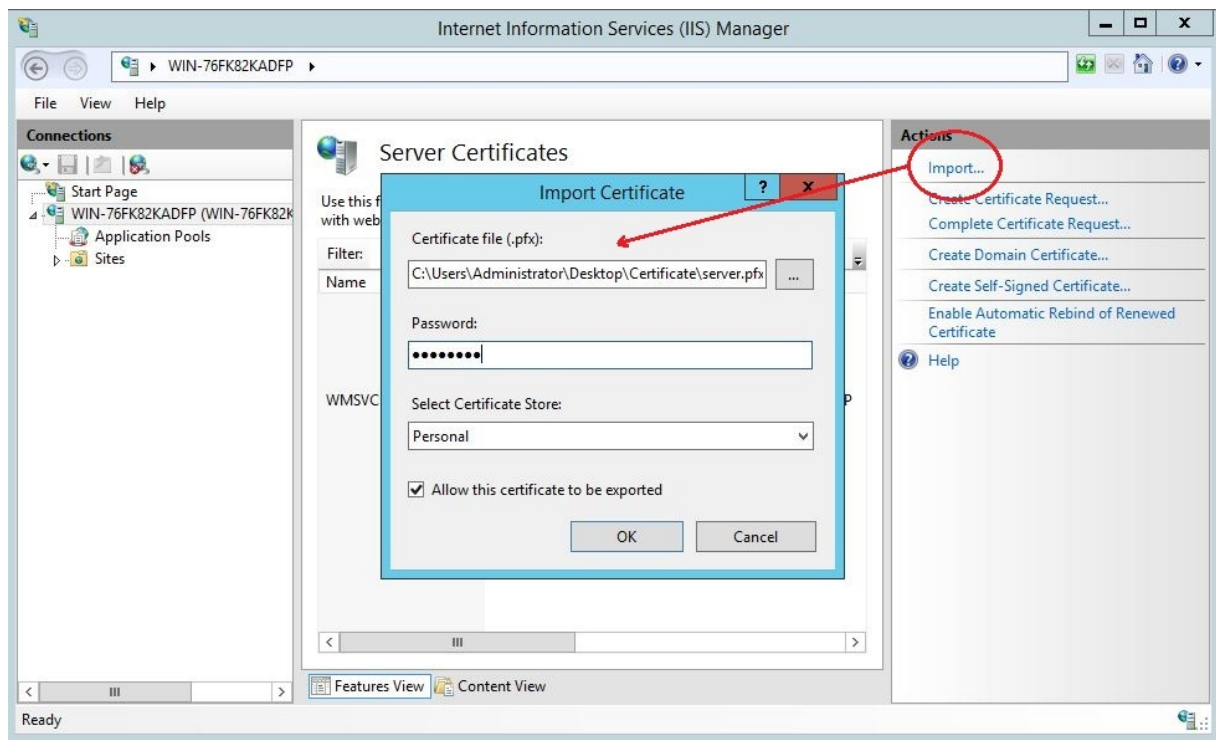 Internet Information Services (IIS) Manager
WIN-76FK82KADFP
File View Help
Connections
Start Page
WIN-76FK82KADFP (WIN-76FK82K
Application Pools
Sites
Server Certificates
Use this f
with web
Filter:
Name
WMSVC
P
Import Certificate
?
x
Certificate file (.pfx):
C:\Users\Administrator\Desktop\Certificate\server.pfx
...
Password:
••••••••
Select Certificate Store:
Personal
Allow this certificate to be exported
OK Cancel
Features View Content View
Actions
Import...
Create Certificate Request...
Complete Certificate Request...
Create Domain Certificate...
Create Self-Signed Certificate...
Enable Automatic Rebind of Renewed
Certificate
Help
Ready